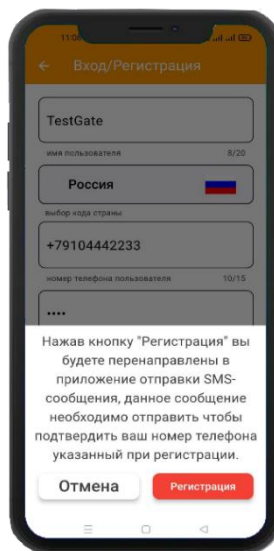 Вход/Регистрация
TestGate
имя пользователя 8/20
Россия
выбор кода страны
+79104442233
номер телефона пользователя 10/15
••••
Нажав кнопку "Регистрация" вы
будете перенаправлены в
приложение отправки SMS-
сообщения, данное сообщение
необходимо отправить чтобы
подтвердить ваш номер телефона
указанный при регистрации.
Отмена Регистрация